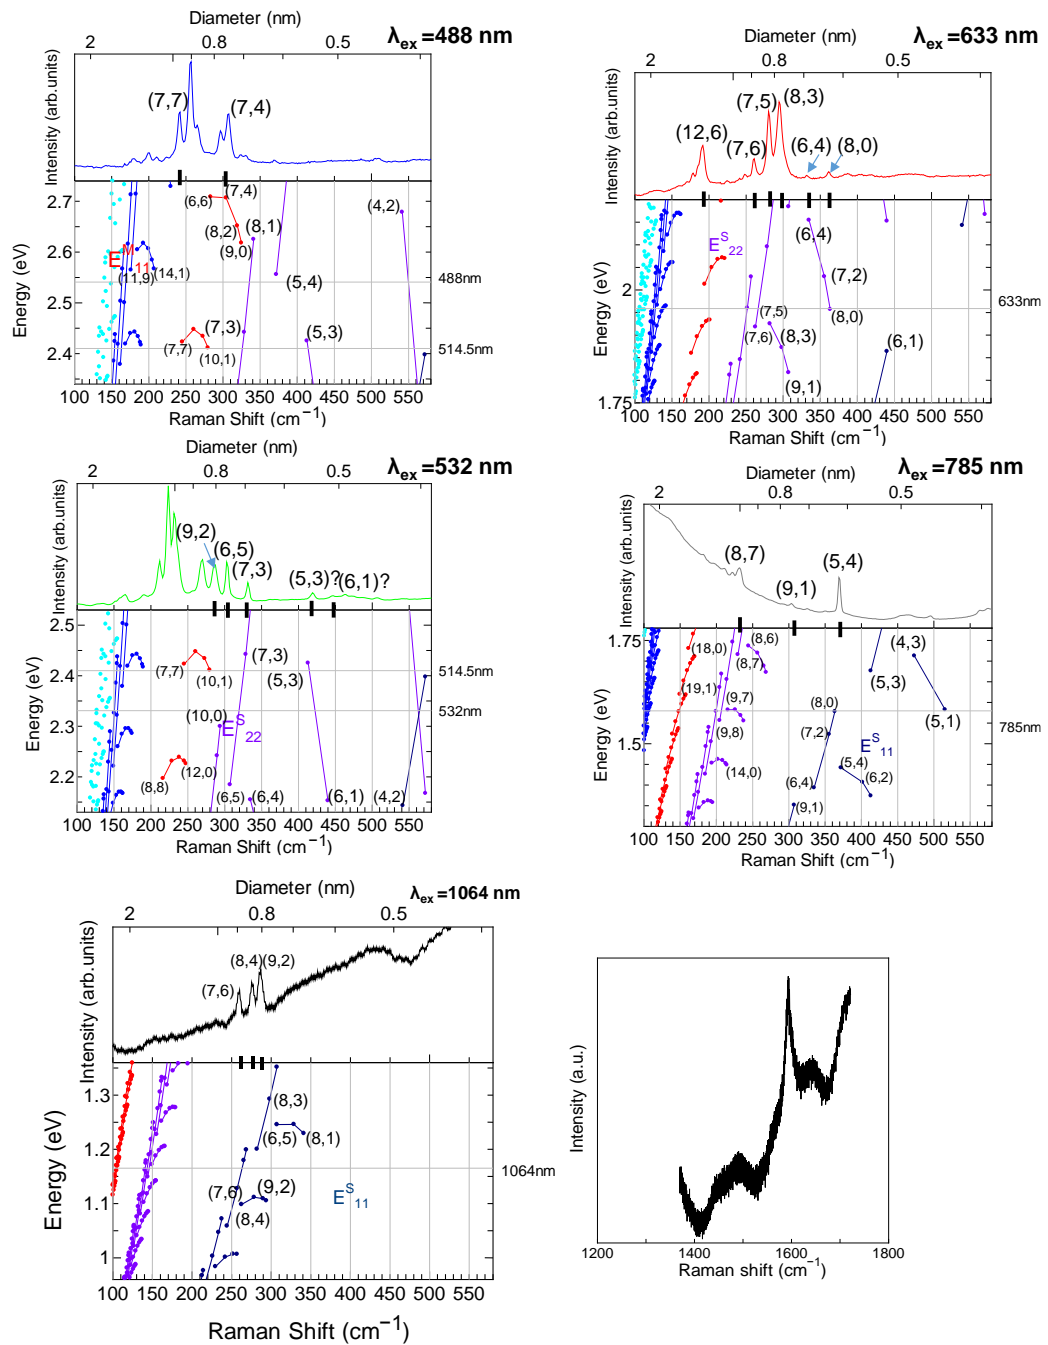 Diameter (nm)
λex=488 nm
2
0.8
0.5
Intensity (arb.units)
(7,7)
(7,4)
Energy (eV)
2.7
2.6
2.5
2.4
(6,6)
(7,4)
(8,2)
(8,1)
(9,0)
(4,2)
E^M_11
(11,9)
(14,1)
(5,4)
488nm
(7,3)
(7,7)
(10,1)
(5,3)
514.5nm
100 150 200 250 300 350 400 450 500 550
Raman Shift (cm−1)
Diameter (nm)
λex=633 nm
2
0.8
0.5
Intensity (arb.units)
(12,6)
(7,6)
(7,5)
(8,3)
(6,4)
(8,0)
Energy (eV)
2
1.75
E^S_22
(6,4)
(7,2)
(7,5)
(7,6)
(8,3)
(8,0)
(9,1)
(6,1)
633nm
100 150 200 250 300 350 400 450 500 550
Raman Shift (cm−1)
Diameter (nm)
λex=532 nm
2
0.8
0.5
Intensity (arb.units)
(9,2)
(6,5)
(7,3)
(5,3)?
(6,1)?
Energy (eV)
2.5
2.4
2.3
2.2
(7,7)
(10,1)
(7,3)
(5,3)
514.5nm
(10,0)
E^S_22
532nm
(8,8)
(12,0)
(6,5)
(6,4)
(6,1)
(4,2)
100 150 200 250 300 350 400 450 500 550
Raman Shift (cm−1)
Diameter (nm)
λex=785 nm
2
0.8
0.5
Intensity (arb.units)
(8,7)
(9,1)
(5,4)
Energy (eV)
1.75
1.5
(18,0)
(8,6)
(8,7)
(4,3)
(5,3)
(19,1)
(9,7)
(8,0)
(5,1)
(9,8)
(7,2)
E^S_11
785nm
(14,0)
(5,4)
(6,4)
(6,2)
(9,1)
100 150 200 250 300 350 400 450 500 550
Raman Shift (cm−1)
Diameter (nm)
λex=1064 nm
2
0.8
0.5
Intensity (arb.units)
(7,6)
(8,4)
(9,2)
Energy (eV)
1.3
1.2
1.1
1
(8,3)
(6,5)
(8,1)
1064nm
(7,6)
(9,2)
E^S_11
(8,4)
100 150 200 250 300 350 400 450 500 550
Raman Shift (cm−1)
Intensity (a.u.)
1200 1400 1600 1800
Raman shift (cm−1)